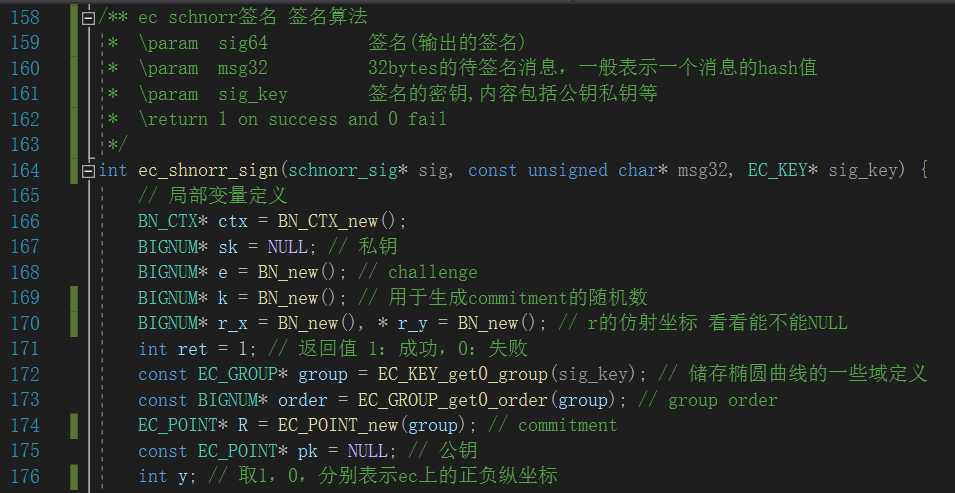 158 /** ec schnorr签名 签名算法
159 * \param sig64 签名(输出的签名)
160 * \param msg32 32bytes的待签名消息，一般表示一个消息的hash值
161 * \param sig_key 签名的密钥,内容包括公钥私钥等
162 * \return 1 on success and 0 fail
163 */
164 int ec_shnorr_sign(schnorr_sig* sig, const unsigned char* msg32, EC_KEY* sig_key) {
165 // 局部变量定义
166 BN_CTX* ctx = BN_CTX_new();
167 BIGNUM* sk = NULL; // 私钥
168 BIGNUM* e = BN_new(); // challenge
169 BIGNUM* k = BN_new(); // 用于生成commitment的随机数
170 BIGNUM* r_x = BN_new(), * r_y = BN_new(); // r的仿射坐标 看看能不能NULL
171 int ret = 1; // 返回值 1：成功，0：失败
172 const EC_GROUP* group = EC_KEY_get0_group(sig_key); // 储存椭圆曲线的一些域定义
173 const BIGNUM* order = EC_GROUP_get0_order(group); // group order
174 EC_POINT* R = EC_POINT_new(group); // commitment
175 const EC_POINT* pk = NULL; // 公钥
176 int y; // 取1，0，分别表示ec上的正负纵坐标